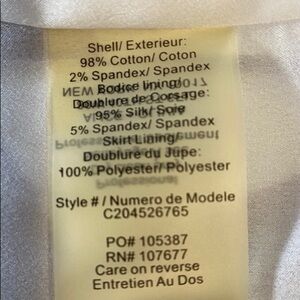 Shell/ Exterieur:
98% Cotton/ Coton
2% Spandex/ Spandex
Bodice lining/
Doublure de Corsage:
95% Silk/ Soie
5% Spandex/ Spandex
Skirt Lining/
Doublure du Jupe:
100% Polyester/ Polyester
Style # / Numero de Modele
C204526765
PO# 105387
RN# 107677
Care on reverse
Entretien Au Dos